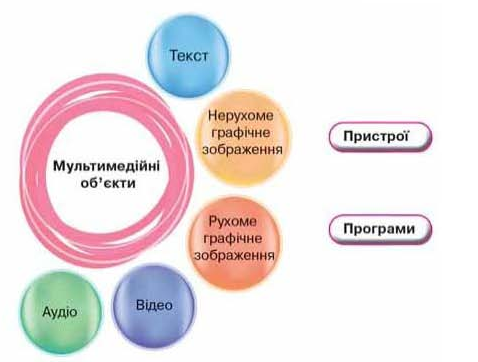 Текст
Нерухоме
графічне
зображення
Пристрої
Мультимедійні
об'єкти
Рухоме
графічне
зображення
Програми
Відео
Аудіо